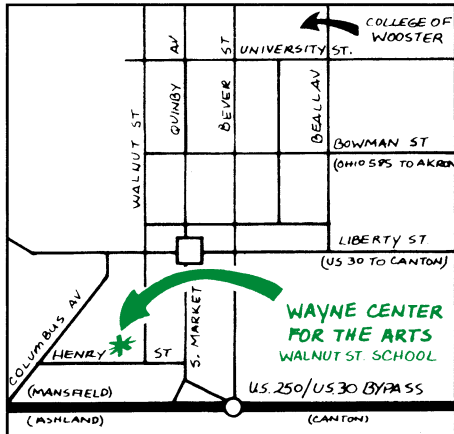 COLLEGE OF
WOOSTER
UNIVERSITY ST.
WALNUT ST
QUINBY AV
BEVER ST
BEALL AV
BOWMAN ST
(OHIO 585 TO AKRON
LIBERTY ST.
(US 30 TO CANTON)
COLUMBUS AV
S. MARKET
WAYNE CENTER
FOR THE ARTS
WALNUT ST. SCHOOL
HENRY ST
(MANSFIELD)
U.S. 250/U.S. 30 BYPASS
(ASHLAND)
(CANTON)